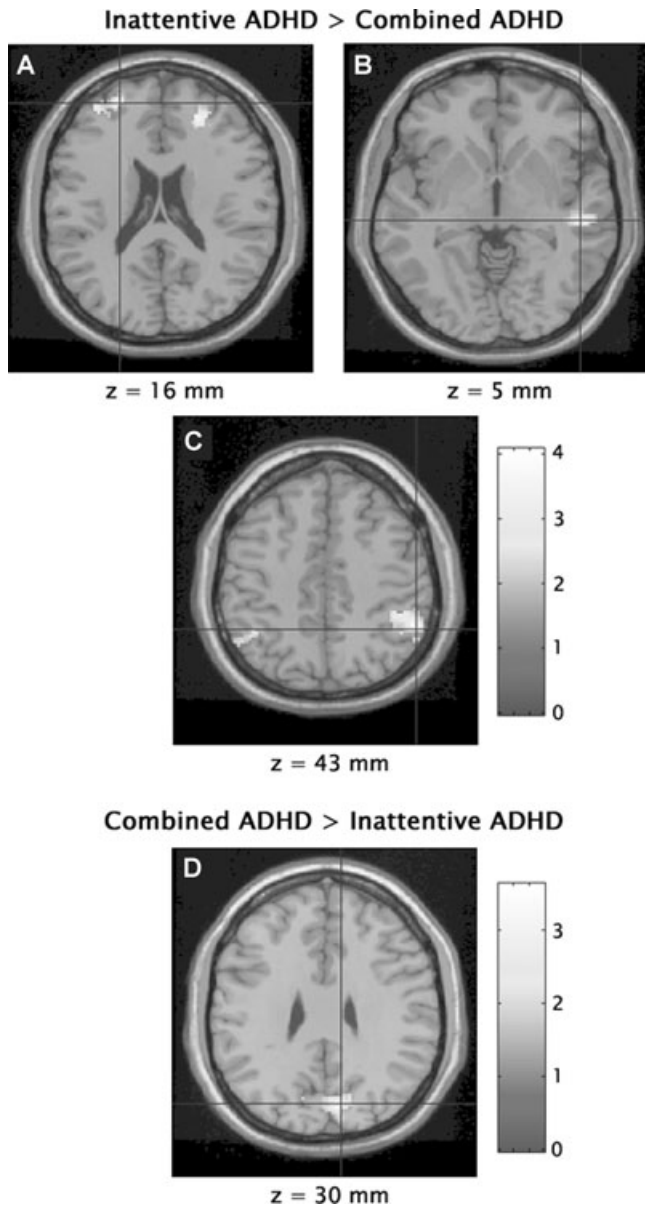 Inattentive ADHD > Combined ADHD
A
B
z = 16 mm
z = 5 mm
C
4
3
2
1
0
z = 43 mm
Combined ADHD > Inattentive ADHD
D
3
2
1
0
z = 30 mm